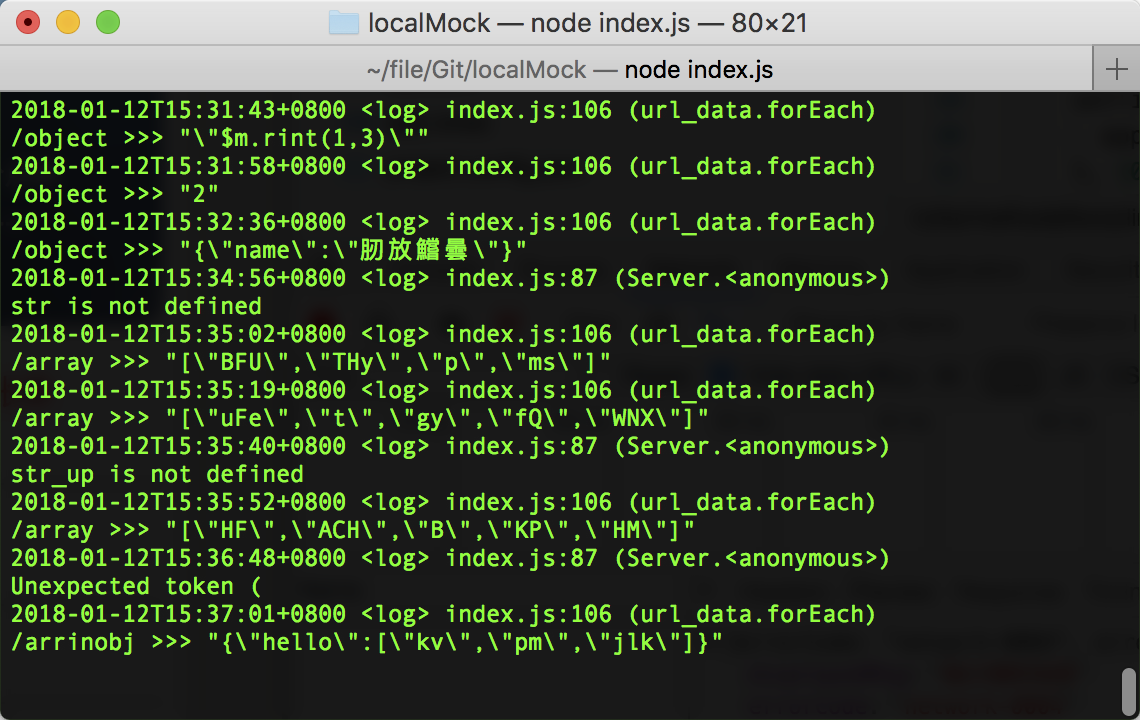 localMock — node index.js — 80×21
~/file/Git/localMock — node index.js
2018-01-12T15:31:43+0800 <log> index.js:106 (url_data.forEach)
/object >>> "\"$m.rint(1,3)\""
2018-01-12T15:31:58+0800 <log> index.js:106 (url_data.forEach)
/object >>> "2"
2018-01-12T15:32:36+0800 <log> index.js:106 (url_data.forEach)
/object >>> "{\"name\":\"肕放鱨曇\"}"
2018-01-12T15:34:56+0800 <log> index.js:87 (Server.<anonymous>)
str is not defined
2018-01-12T15:35:02+0800 <log> index.js:106 (url_data.forEach)
/array >>> "[\"BFU\",\"THy\",\"p\",\"ms\"]"
2018-01-12T15:35:19+0800 <log> index.js:106 (url_data.forEach)
/array >>> "[\"uFe\",\"t\",\"gy\",\"fQ\",\"WNX\"]"
2018-01-12T15:35:40+0800 <log> index.js:87 (Server.<anonymous>)
str_up is not defined
2018-01-12T15:35:52+0800 <log> index.js:106 (url_data.forEach)
/array >>> "[\"HF\",\"ACH\",\"B\",\"KP\",\"HM\"]"
2018-01-12T15:36:48+0800 <log> index.js:87 (Server.<anonymous>)
Unexpected token (
2018-01-12T15:37:01+0800 <log> index.js:106 (url_data.forEach)
/arrinobj >>> "{\"hello\":[\"kv\",\"pm\",\"jlk\"]}"